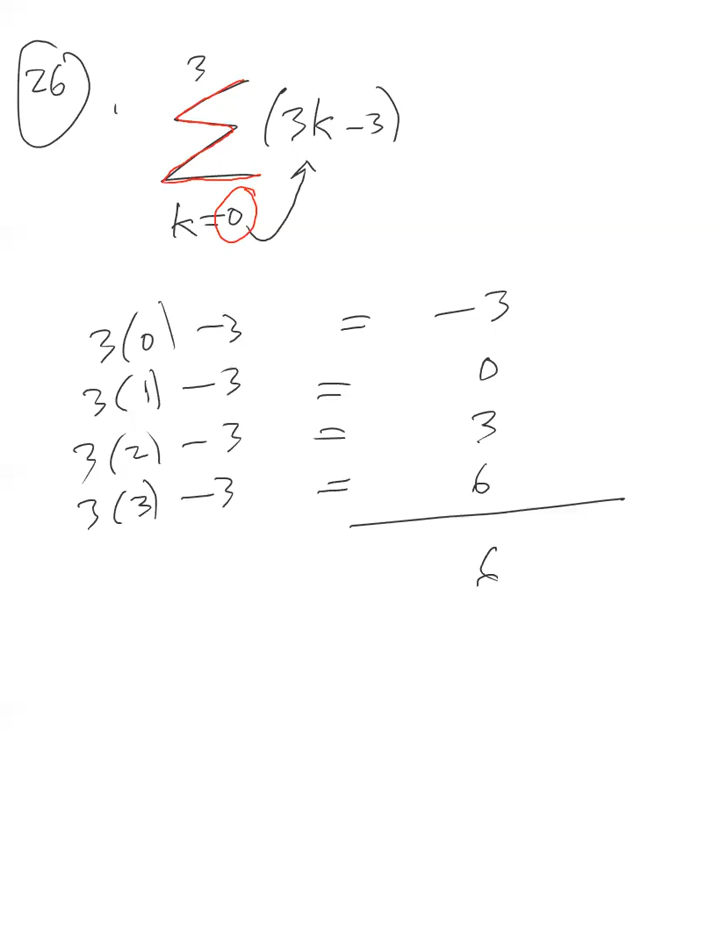 26.
3
∑ (3k-3)
k=0
3(0)-3 = -3
3(1)-3 = 0
3(2)-3 = 3
3(3)-3 = 6
6